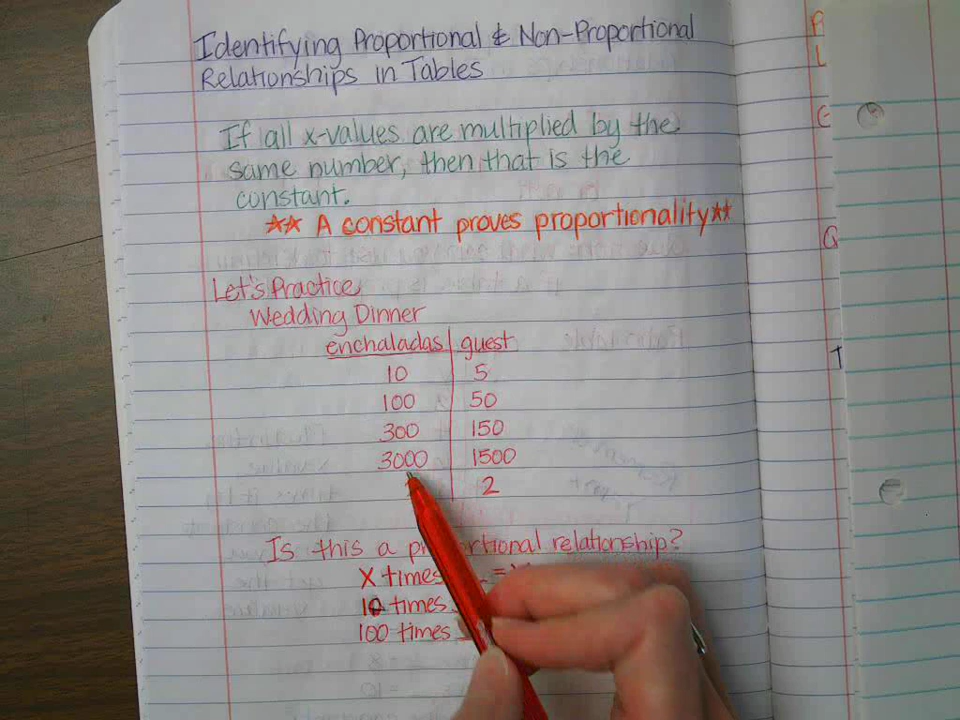 Identifying Proportional & Non-Proportional
Relationships in Tables
If all x-values are multiplied by the
same number, then that is the
constant.
** A constant proves proportionality**
Let's Practice
Wedding Dinner
enchaladas guest
10 5
100 50
300 150
3000 1500
2
Is this a relationship?
X times =
10 times
100 times